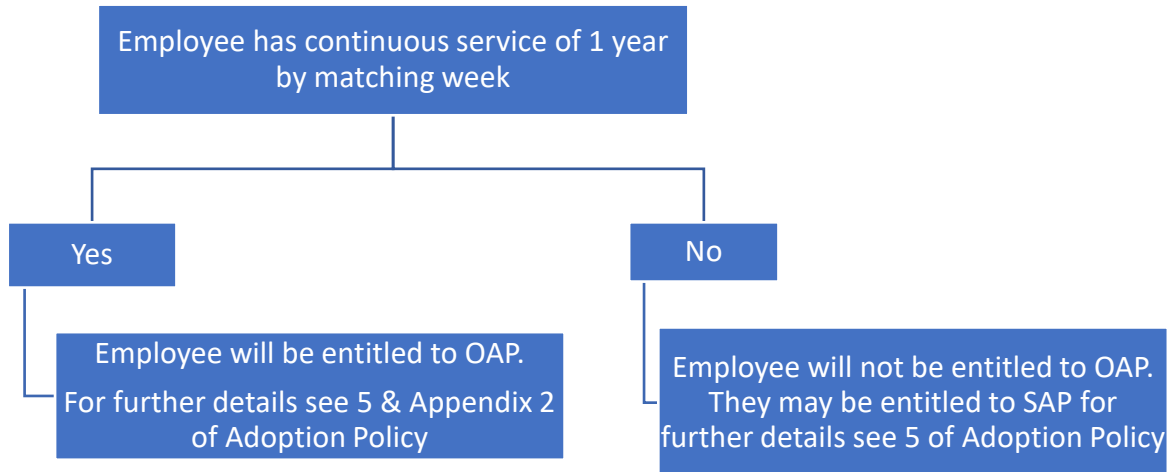 Employee has continuous service of 1 year
by matching week
Yes
No
Employee will be entitled to OAP.
For further details see 5 & Appendix 2
of Adoption Policy
Employee will not be entitled to OAP.
They may be entitled to SAP for
further details see 5 of Adoption Policy